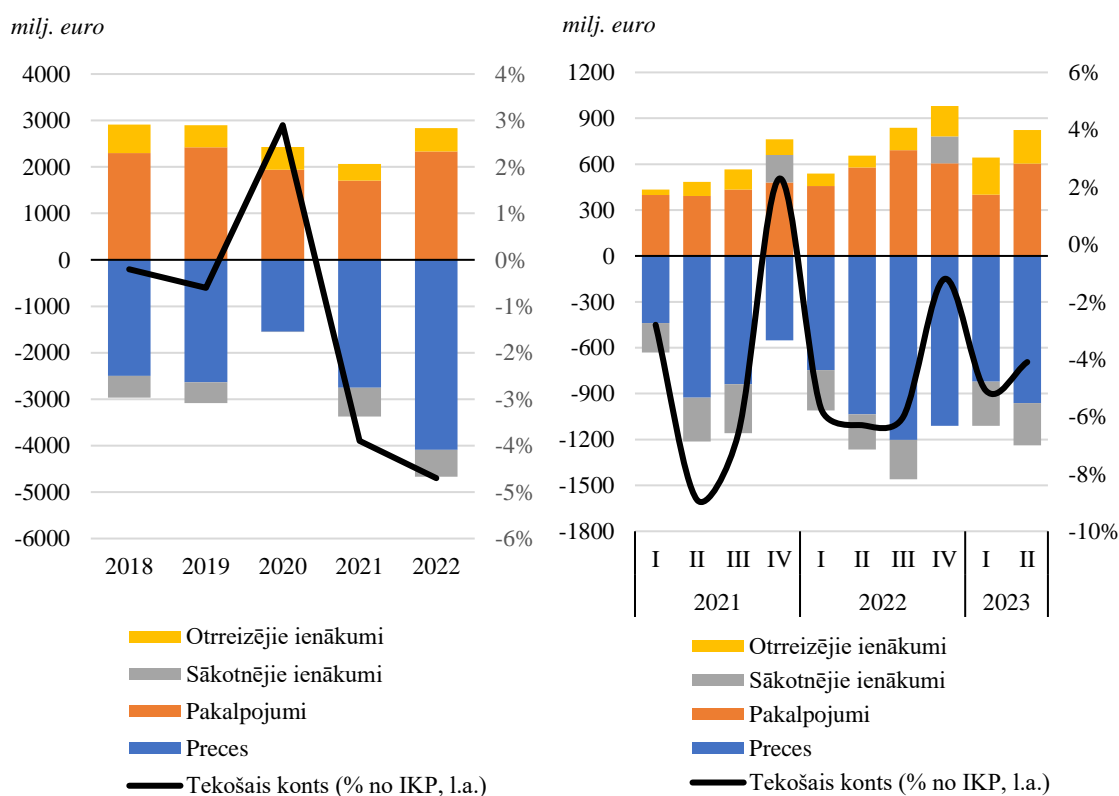 milj. euro
4000
3000
2000
1000
0
-1000
-2000
-3000
-4000
-5000
-6000
4%
3%
2%
1%
0%
-1%
-2%
-3%
-4%
-5%
-6%
2018 2019 2020 2021 2022
Otrreizējie ienākumi
Sākotnējie ienākumi
Pakalpojumi
Preces
Tekošais konts (% no IKP, l.a.)
milj. euro
1200
900
600
300
0
-300
-600
-900
-1200
-1500
-1800
6%
4%
2%
0%
-2%
-4%
-6%
-8%
-10%
I II III IV I II III IV I II
2021 2022 2023
Otrreizējie ienākumi
Sākotnējie ienākumi
Pakalpojumi
Preces
Tekošais konts (% no IKP, l.a.)